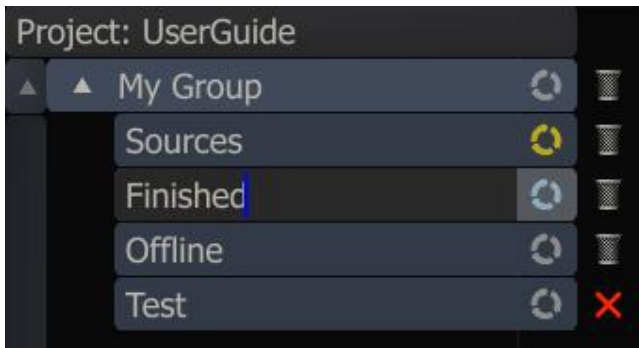 Project: UserGuide
My Group
Sources
Finished
Offline
Test